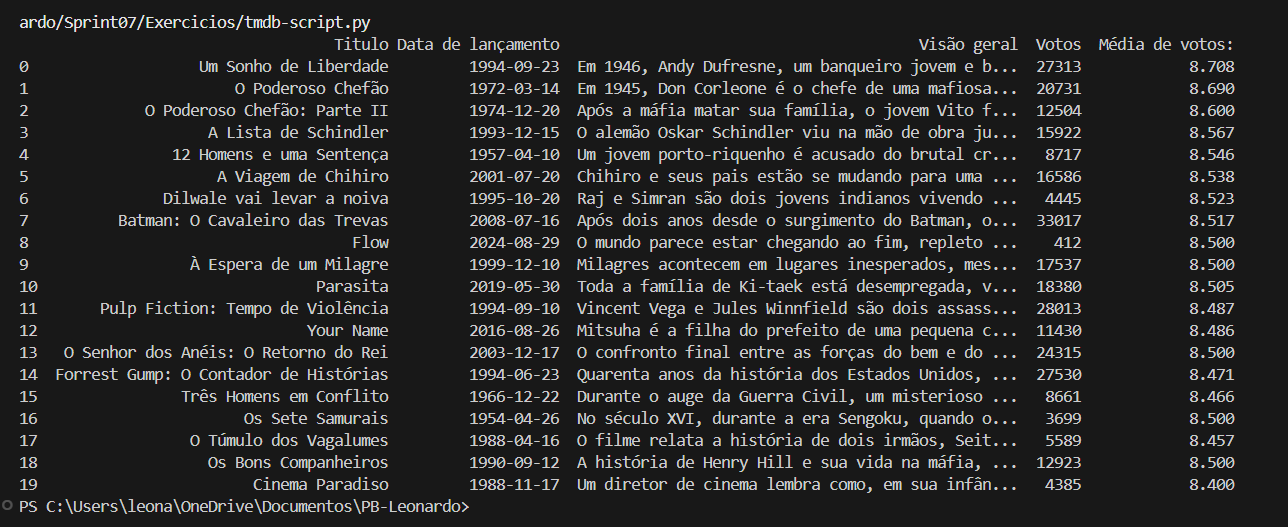 ardo/Sprint07/Exercicios/tmdb-script.py
Titulo Data de lançamento Visão geral Votos Média de votos:
0 Um Sonho de Liberdade 1994-09-23 Em 1946, Andy Dufresne, um banqueiro jovem e b... 27313 8.708
1 O Poderoso Chefão 1972-03-14 Em 1945, Don Corleone é o chefe de uma mafiosa... 20731 8.690
2 O Poderoso Chefão: Parte II 1974-12-20 Após a máfia matar sua família, o jovem Vito f... 12504 8.600
3 A Lista de Schindler 1993-12-15 O alemão Oskar Schindler viu na mão de obra ju... 15922 8.567
4 12 Homens e uma Sentença 1957-04-10 Um jovem porto-riquenho é acusado do brutal cr... 8717 8.546
5 A Viagem de Chihiro 2001-07-20 Chihiro e seus pais estão se mudando para uma ... 16586 8.538
6 Dilwale vai levar a noiva 1995-10-20 Raj e Simran são dois jovens indianos vivendo ... 4445 8.523
7 Batman: O Cavaleiro das Trevas 2008-07-16 Após dois anos desde o surgimento do Batman, o... 33017 8.517
8 Flow 2024-08-29 O mundo parece estar chegando ao fim, repleto ... 412 8.500
9 À Espera de um Milagre 1999-12-10 Milagres acontecem em lugares inesperados, mes... 17537 8.500
10 Parasita 2019-05-30 Toda a família de Ki-taek está desempregada, v... 18380 8.505
11 Pulp Fiction: Tempo de Violência 1994-09-10 Vincent Vega e Jules Winnfield são dois assass... 28013 8.487
12 Your Name 2016-08-26 Mitsuha é a filha do prefeito de uma pequena c... 11430 8.486
13 O Senhor dos Anéis: O Retorno do Rei 2003-12-17 O confronto final entre as forças do bem e do ... 24315 8.500
14 Forrest Gump: O Contador de Histórias 1994-06-23 Quarenta anos da história dos Estados Unidos, ... 27530 8.471
15 Três Homens em Conflito 1966-12-22 Durante o auge da Guerra Civil, um misterioso ... 8661 8.466
16 Os Sete Samurais 1954-04-26 No século XVI, durante a era Sengoku, quando o... 3699 8.500
17 O Túmulo dos Vagalumes 1988-04-16 O filme relata a história de dois irmãos, Seit... 5589 8.457
18 Os Bons Companheiros 1990-09-12 A história de Henry Hill e sua vida na máfia, ... 12923 8.500
19 Cinema Paradiso 1988-11-17 Um diretor de cinema lembra como, em sua infân... 4385 8.400
PS C:\Users\leona\OneDrive\Documentos\PB-Leonardo>